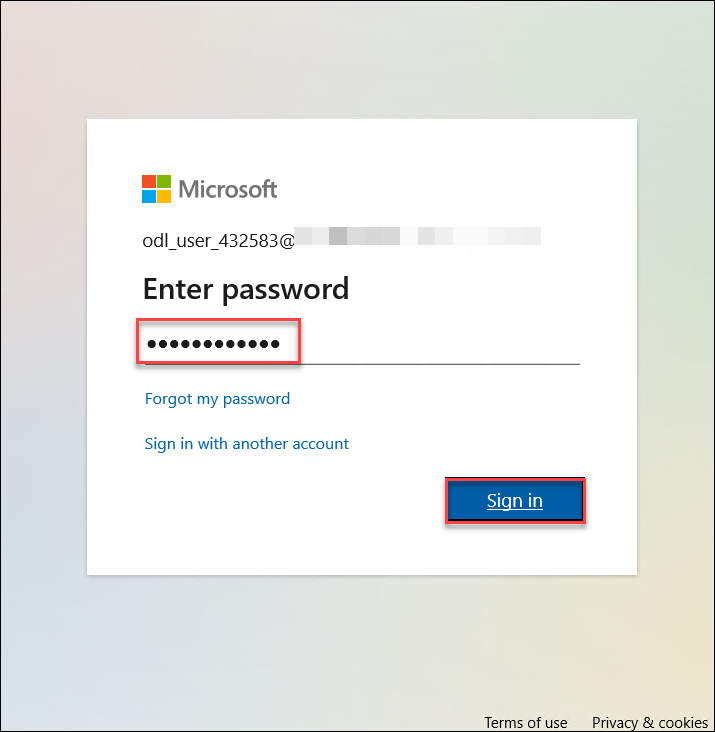 Microsoft
odl_user_432583@
Enter password
••••••••••••
Forgot my password
Sign in with another account
Sign in
Terms of use Privacy & cookies